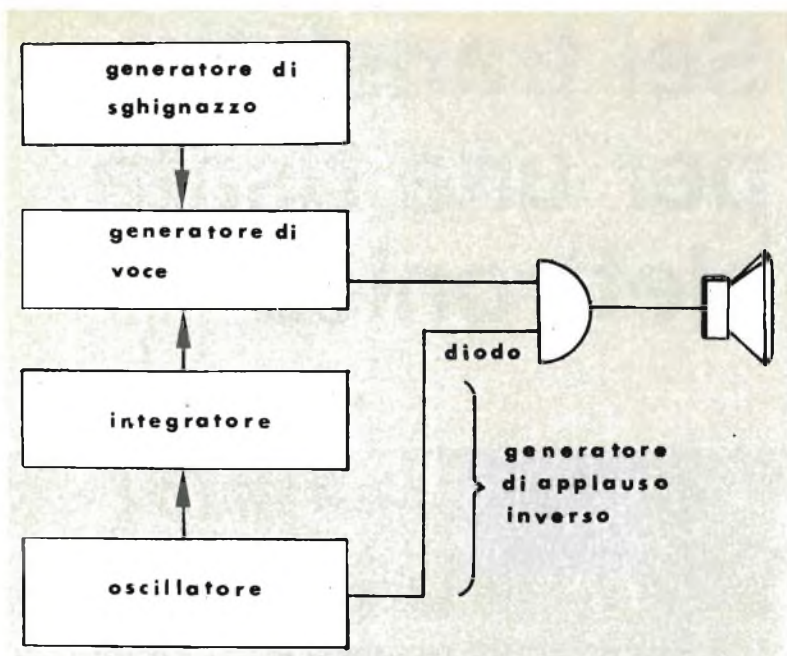 generatore di
sghignazzo
generatore di
voce
integratore
oscillatore
diodo
generatore
di applauso
inverso